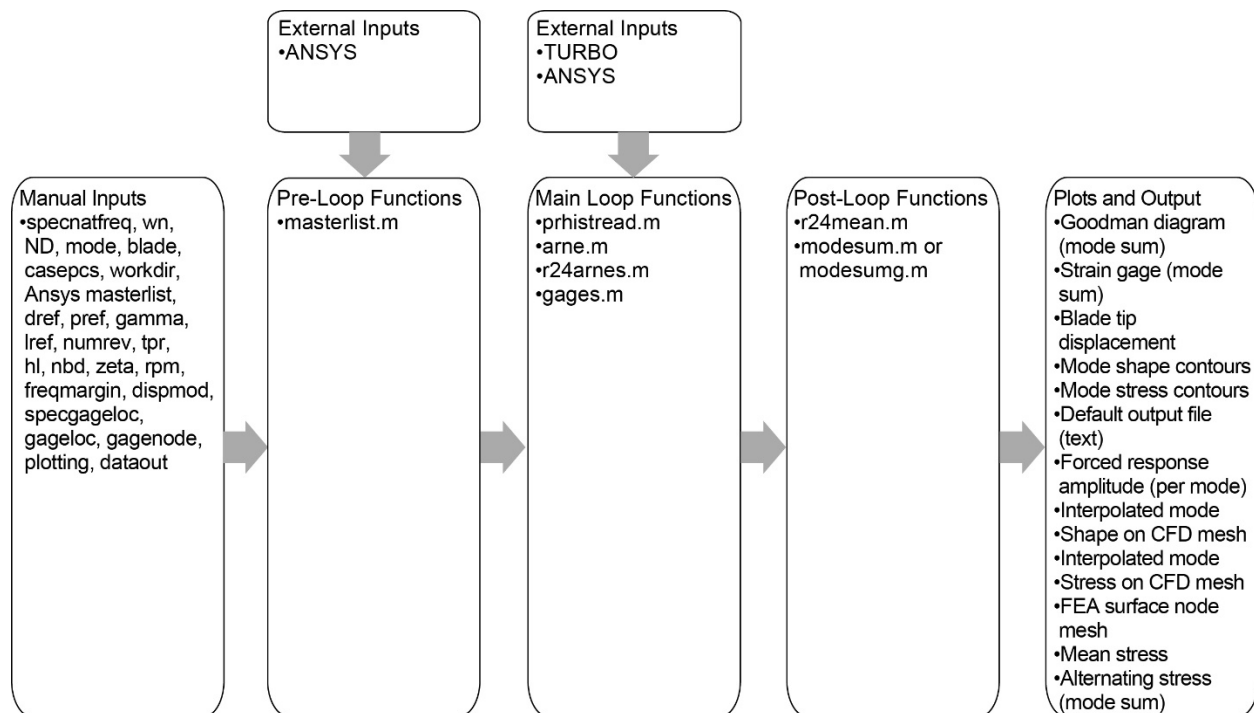 External Inputs
•ANSYS
External Inputs
•TURBO
•ANSYS
Manual Inputs
•specnatfreq, wn,
ND, mode, blade,
casepcs, workdir,
Ansys masterlist,
dref, pref, gamma,
lref, numrev, tpr,
hl, nbd, zeta, rpm,
freqmargin, dispmod,
specgageloc,
gageloc, gagenode,
plotting, dataout
Pre-Loop Functions
•masterlist.m
Main Loop Functions
•prhistread.m
•arne.m
•r24arnes.m
•gages.m
Post-Loop Functions
•r24mean.m
•modesum.m or
modesumg.m
Plots and Output
•Goodman diagram
(mode sum)
•Strain gage (mode
sum)
•Blade tip
displacement
•Mode shape contours
•Mode stress contours
•Default output file
(text)
•Forced response
amplitude (per mode)
•Interpolated mode
•Shape on CFD mesh
•Interpolated mode
•Stress on CFD mesh
•FEA surface node
mesh
•Mean stress
•Alternating stress
(mode sum)